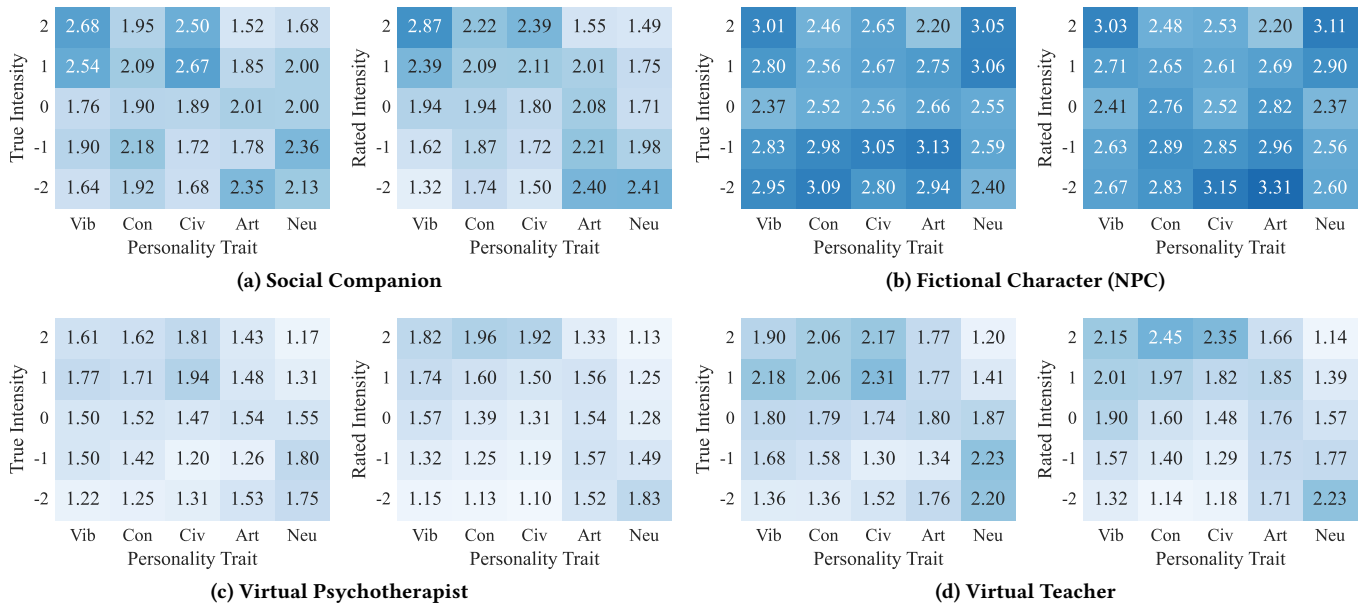 True Intensity
2 2.68 1.95 2.50 1.52 1.68
1 2.54 2.09 2.67 1.85 2.00
0 1.76 1.90 1.89 2.01 2.00
-1 1.90 2.18 1.72 1.78 2.36
-2 1.64 1.92 1.68 2.35 2.13
Vib Con Civ Art Neu
Personality Trait
Rated Intensity
2 2.87 2.22 2.39 1.55 1.49
1 2.39 2.09 2.11 2.01 1.75
0 1.94 1.94 1.80 2.08 1.71
-1 1.62 1.87 1.72 2.21 1.98
-2 1.32 1.74 1.50 2.40 2.41
Vib Con Civ Art Neu
Personality Trait
(a) Social Companion
True Intensity
2 3.01 2.46 2.65 2.20 3.05
1 2.80 2.56 2.67 2.75 3.06
0 2.37 2.52 2.56 2.66 2.55
-1 2.83 2.98 3.05 3.13 2.59
-2 2.95 3.09 2.80 2.94 2.40
Vib Con Civ Art Neu
Personality Trait
Rated Intensity
2 3.03 2.48 2.53 2.20 3.11
1 2.71 2.65 2.61 2.69 2.90
0 2.41 2.76 2.52 2.82 2.37
-1 2.63 2.89 2.85 2.96 2.56
-2 2.67 2.83 3.15 3.31 2.60
Vib Con Civ Art Neu
Personality Trait
(b) Fictional Character (NPC)
True Intensity
2 1.61 1.62 1.81 1.43 1.17
1 1.77 1.71 1.94 1.48 1.31
0 1.50 1.52 1.47 1.54 1.55
-1 1.50 1.42 1.20 1.26 1.80
-2 1.22 1.25 1.31 1.53 1.75
Vib Con Civ Art Neu
Personality Trait
Rated Intensity
2 1.82 1.96 1.92 1.33 1.13
1 1.74 1.60 1.50 1.56 1.25
0 1.57 1.39 1.31 1.54 1.28
-1 1.32 1.25 1.19 1.57 1.49
-2 1.15 1.13 1.10 1.52 1.83
Vib Con Civ Art Neu
Personality Trait
(c) Virtual Psychotherapist
True Intensity
2 1.90 2.06 2.17 1.77 1.20
1 2.18 2.06 2.31 1.77 1.41
0 1.80 1.79 1.74 1.80 1.87
-1 1.68 1.58 1.30 1.34 2.23
-2 1.36 1.36 1.52 1.76 2.20
Vib Con Civ Art Neu
Personality Trait
Rated Intensity
2 2.15 2.45 2.35 1.66 1.14
1 2.01 1.97 1.82 1.85 1.39
0 1.90 1.60 1.48 1.76 1.57
-1 1.57 1.40 1.29 1.75 1.77
-2 1.32 1.14 1.18 1.71 2.23
Vib Con Civ Art Neu
Personality Trait
(d) Virtual Teacher